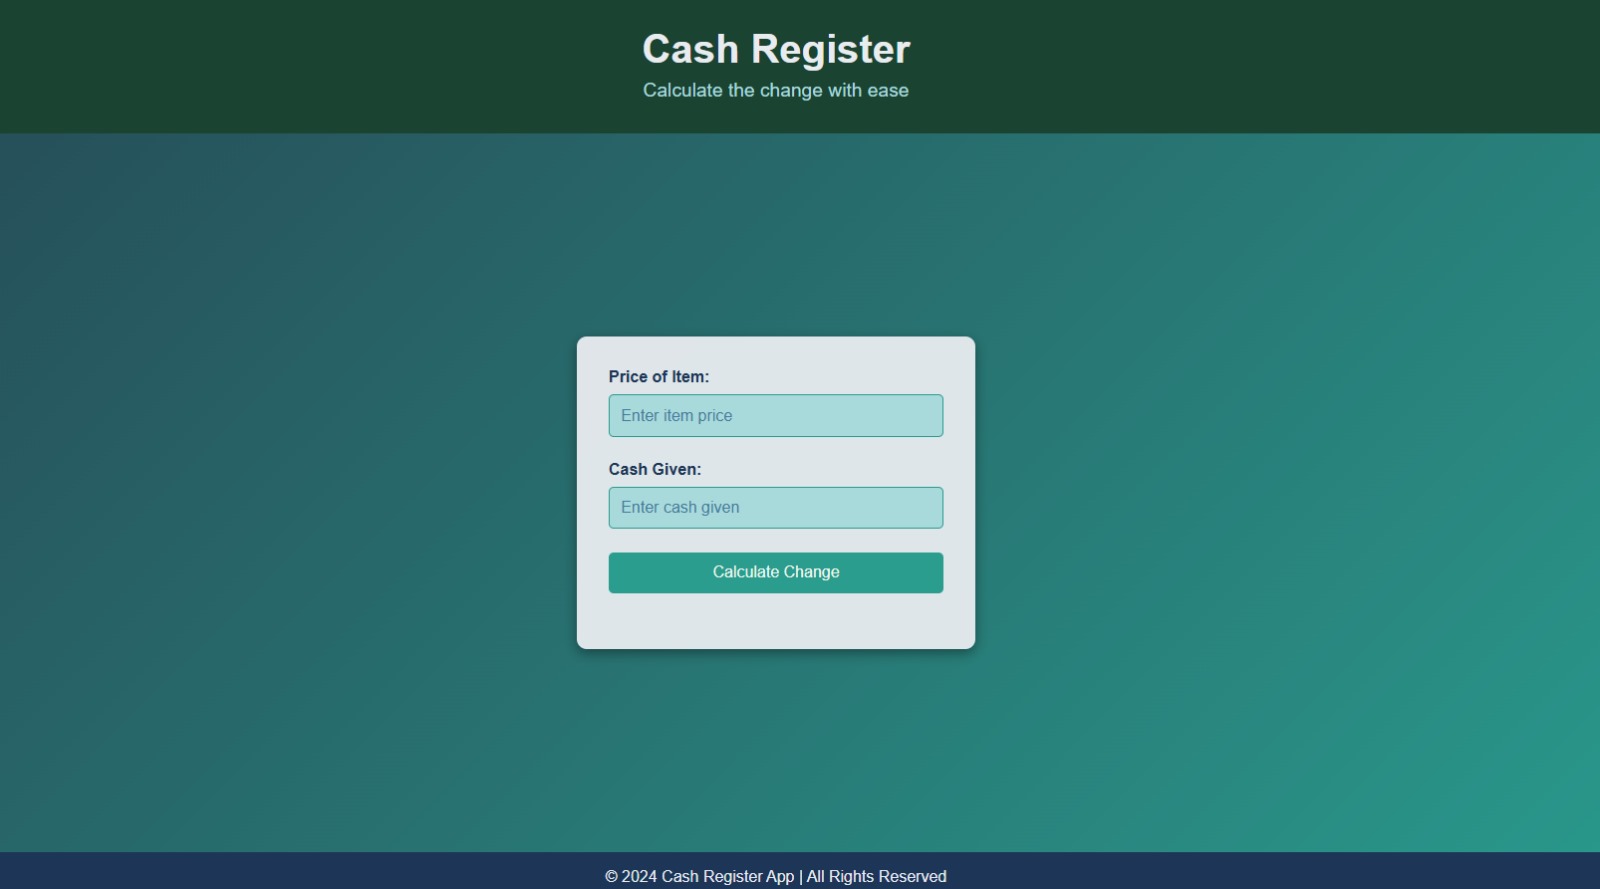 Cash Register
Calculate the change with ease
Price of Item:
Enter item price
Cash Given:
Enter cash given
Calculate Change
© 2024 Cash Register App | All Rights Reserved